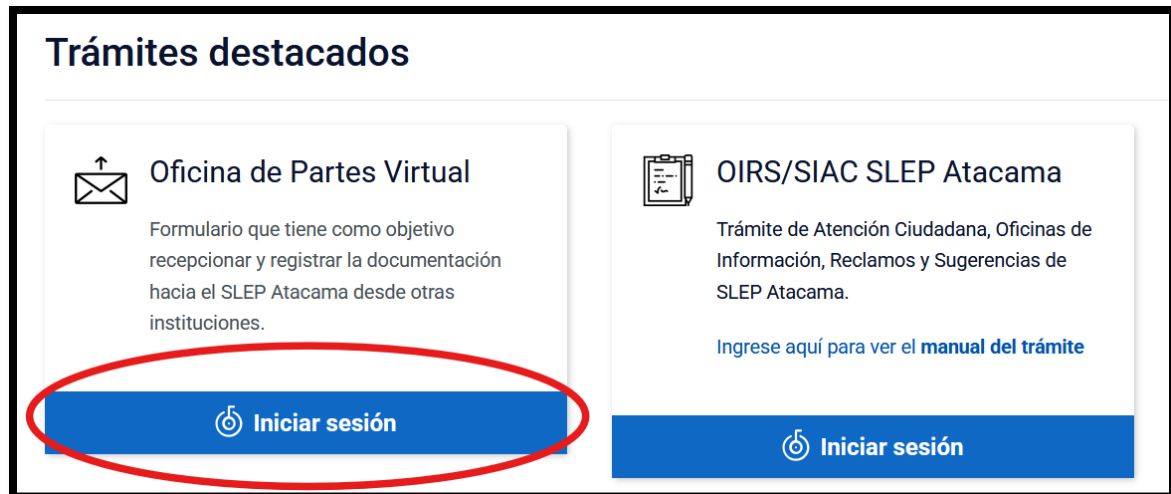 Trámites destacados
Oficina de Partes Virtual
Formulario que tiene como objetivo
recepcionar y registrar la documentación
hacia el SLEP Atacama desde otras
instituciones.
Iniciar sesión
OIRS/SIAC SLEP Atacama
Trámite de Atención Ciudadana, Oficinas de
Información, Reclamos y Sugerencias de
SLEP Atacama.
Ingrese aquí para ver el manual del trámite
Iniciar sesión